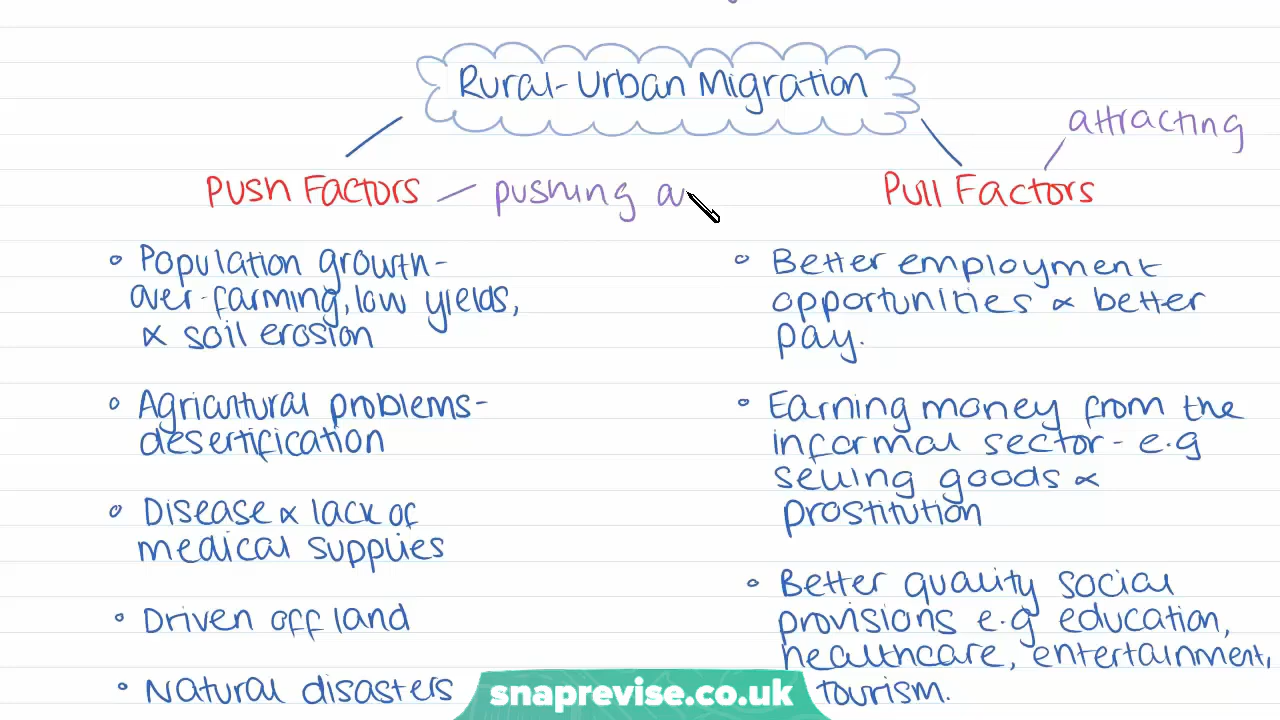 Rural-Urban Migration
attracting
Push Factors – pushing a
Pull Factors
• Population growth-
over-farming, low yields,
∝ soil erosion
• Agricultural problems-
desertification
• Disease ∝ lack of
medical supplies
• Driven off land
• Natural disasters
• Better employment
opportunities ∝ better
pay.
• Earning money from the
informal sector - e.g
selling goods ∝
prostitution
• Better quality social
provisions e.g education,
healthcare, entertainment,
tourism.
snaprevise.co.uk